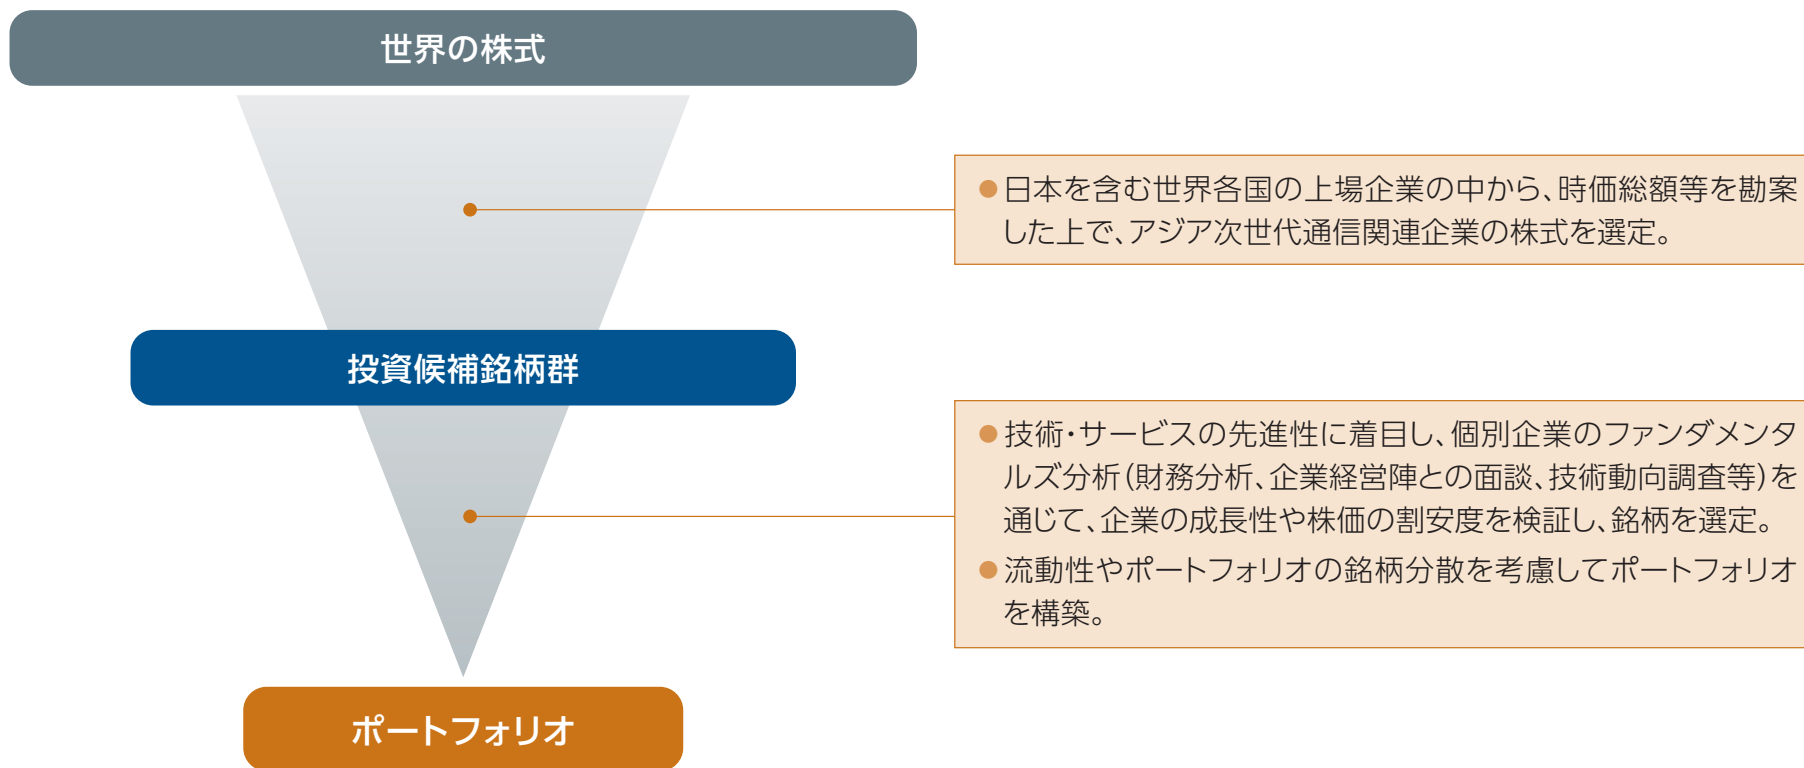 世界の株式
●日本を含む世界各国の上場企業の中から、時価総額等を勘案
した上で、アジア次世代通信関連企業の株式を選定。
投資候補銘柄群
●技術・サービスの先進性に着目し、個別企業のファンダメンタ
ルズ分析（財務分析、企業経営陣との面談、技術動向調査等）を
通じて、企業の成長性や株価の割安度を検証し、銘柄を選定。
●流動性やポートフォリオの銘柄分散を考慮してポートフォリオ
を構築。
ポートフォリオ